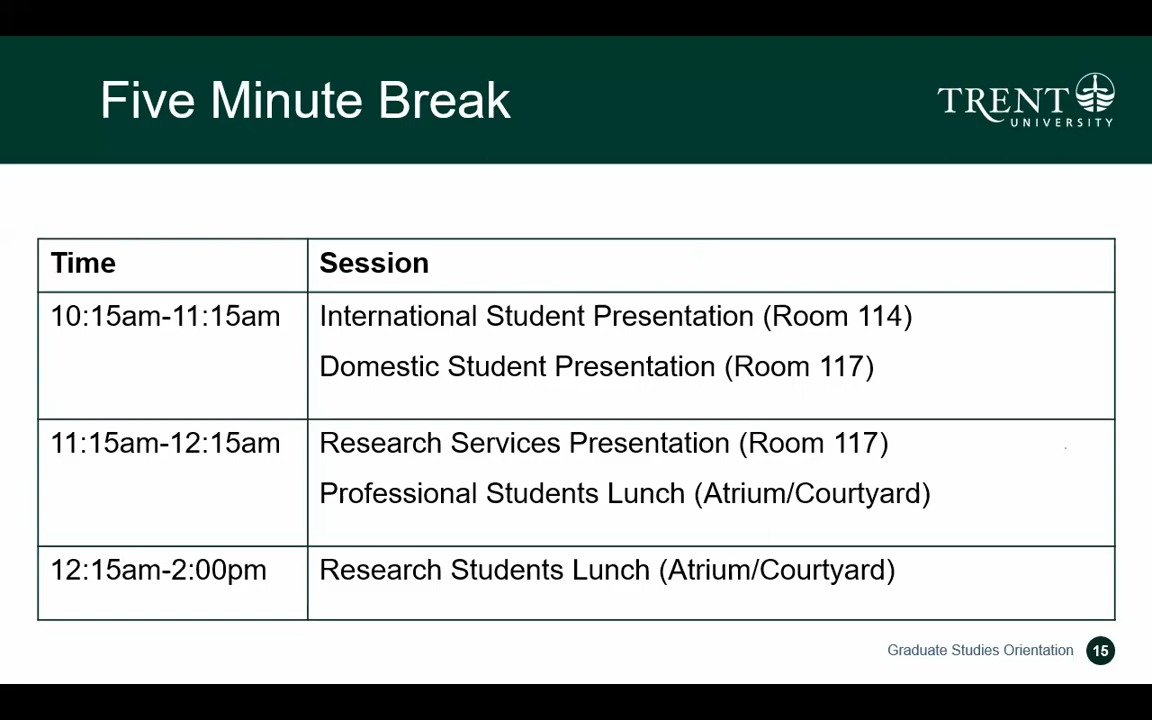 Five Minute Break
TRENT
UNIVERSITY
Time Session
10:15am-11:15am International Student Presentation (Room 114)
Domestic Student Presentation (Room 117)
11:15am-12:15am Research Services Presentation (Room 117)
Professional Students Lunch (Atrium/Courtyard)
12:15am-2:00pm Research Students Lunch (Atrium/Courtyard)
Graduate Studies Orientation 15